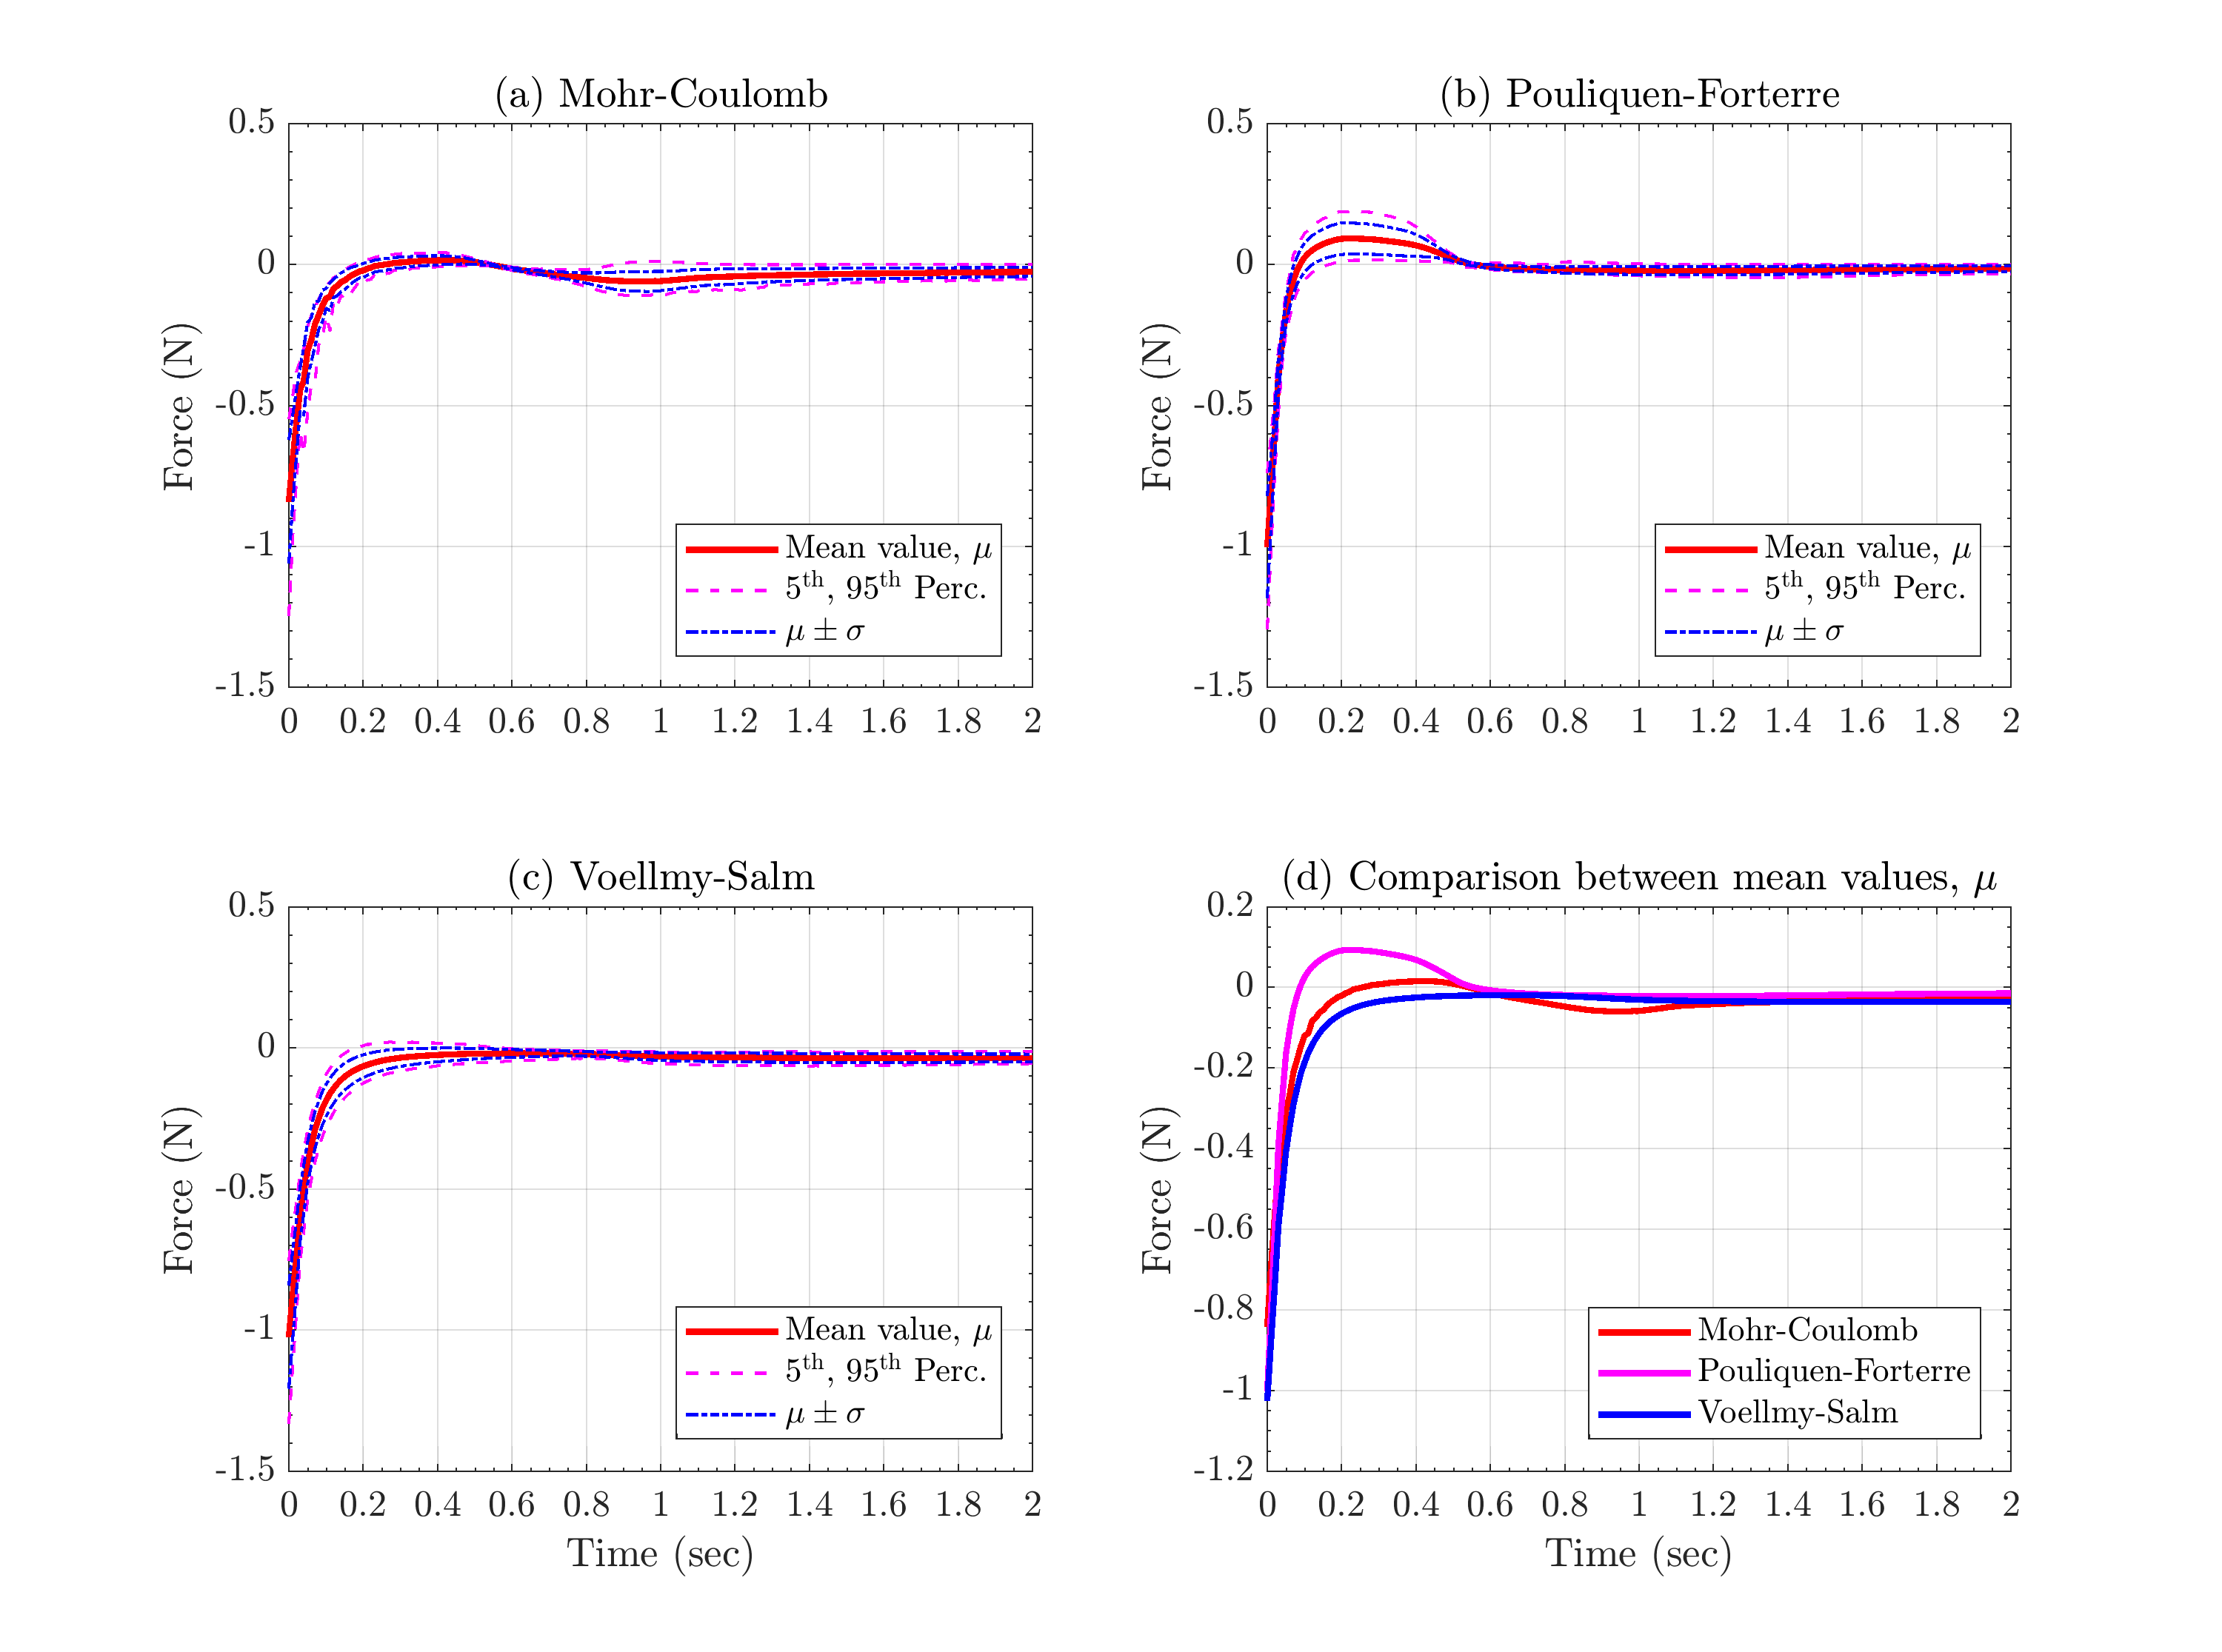 (a) Mohr-Coulomb
0.5
0
-0.5
-1
-1.5
Force (N)
0 0.2 0.4 0.6 0.8 1 1.2 1.4 1.6 1.8 2
Mean value, μ
5th, 95th Perc.
μ ± σ
(b) Pouliquen-Forterre
0.5
0
-0.5
-1
-1.5
Force (N)
0 0.2 0.4 0.6 0.8 1 1.2 1.4 1.6 1.8 2
Mean value, μ
5th, 95th Perc.
μ ± σ
(c) Voellmy-Salm
0.5
0
-0.5
-1
-1.5
Force (N)
0 0.2 0.4 0.6 0.8 1 1.2 1.4 1.6 1.8 2
Time (sec)
Mean value, μ
5th, 95th Perc.
μ ± σ
(d) Comparison between mean values, μ
0.2
0
-0.2
-0.4
-0.6
-0.8
-1
-1.2
Force (N)
0 0.2 0.4 0.6 0.8 1 1.2 1.4 1.6 1.8 2
Time (sec)
Mohr-Coulomb
Pouliquen-Forterre
Voellmy-Salm